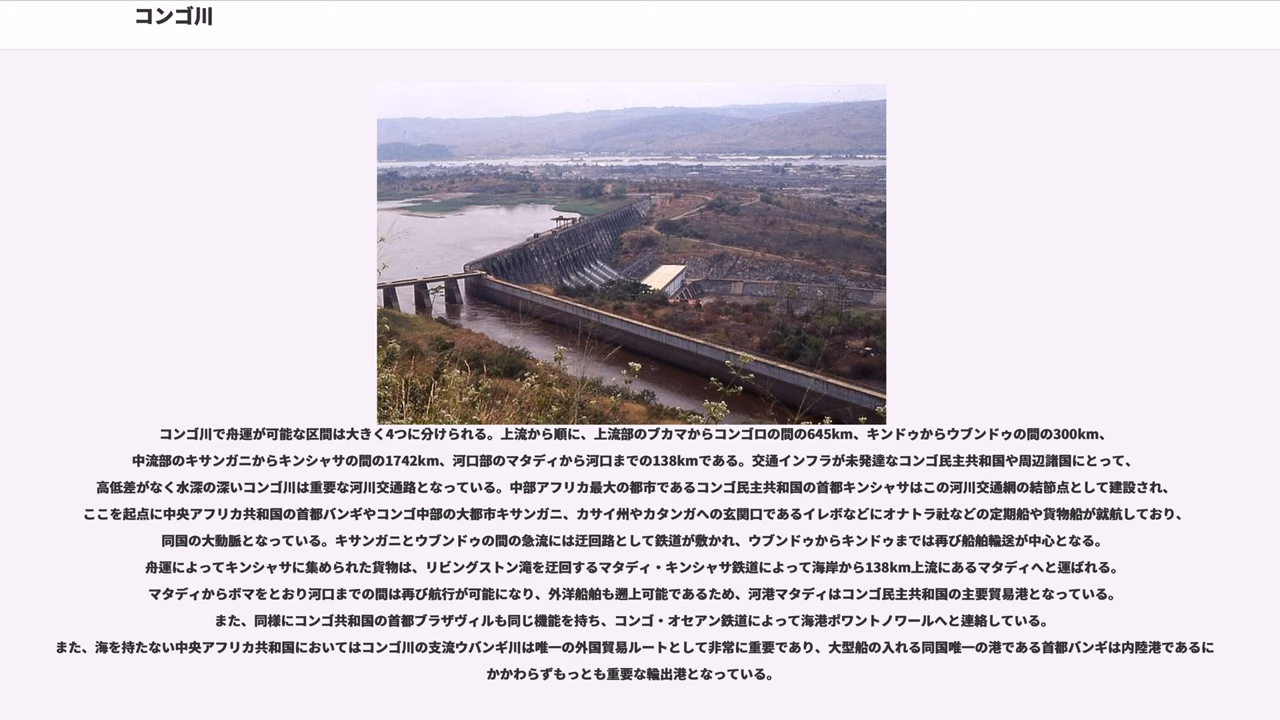 コンゴ川
コンゴ川で舟運が可能な区間は大きく4つに分けられる。上流から順に、上流部のブカマからコンゴロの間の645km、キンドゥからウブンドゥの間の300km、
中流部のキサンガニからキンシャサの間の1742km、河口部のマタディから河口までの138kmである。交通インフラが未発達なコンゴ民主共和国や周辺諸国にとって、
高低差がなく水深の深いコンゴ川は重要な河川交通路となっている。中部アフリカ最大の都市であるコンゴ民主共和国の首都キンシャサはこの河川交通網の結節点として建設され、
ここを起点に中央アフリカ共和国の首都バンギやコンゴ中部の大都市キサンガニ、カサイ州やカタンガへの玄関口であるイレボなどにオナトラ社などの定期船や貨物船が就航しており、
同国の大動脈となっている。キサンガニとウブンドゥの間の急流には迂回路として鉄道が敷かれ、ウブンドゥからキンドゥまでは再び船舶輸送が中心となる。
舟運によってキンシャサに集められた貨物は、リビングストン滝を迂回するマタディ・キンシャサ鉄道によって海岸から138km上流にあるマタディへと運ばれる。
マタディからボマをとおり河口までの間は再び航行が可能になり、外洋船舶も遡上可能であるため、河港マタディはコンゴ民主共和国の主要貿易港となっている。
また、同様にコンゴ共和国の首都ブラザヴィルも同じ機能を持ち、コンゴ・オセアン鉄道によって海港ポワントノワールへと連絡している。
また、海を持たない中央アフリカ共和国においてはコンゴ川の支流ウバンギ川は唯一の外国貿易ルートとして非常に重要であり、大型船の入れる同国唯一の港である首都バンギは内陸港であるに
かかわらずもっとも重要な輸出港となっている。